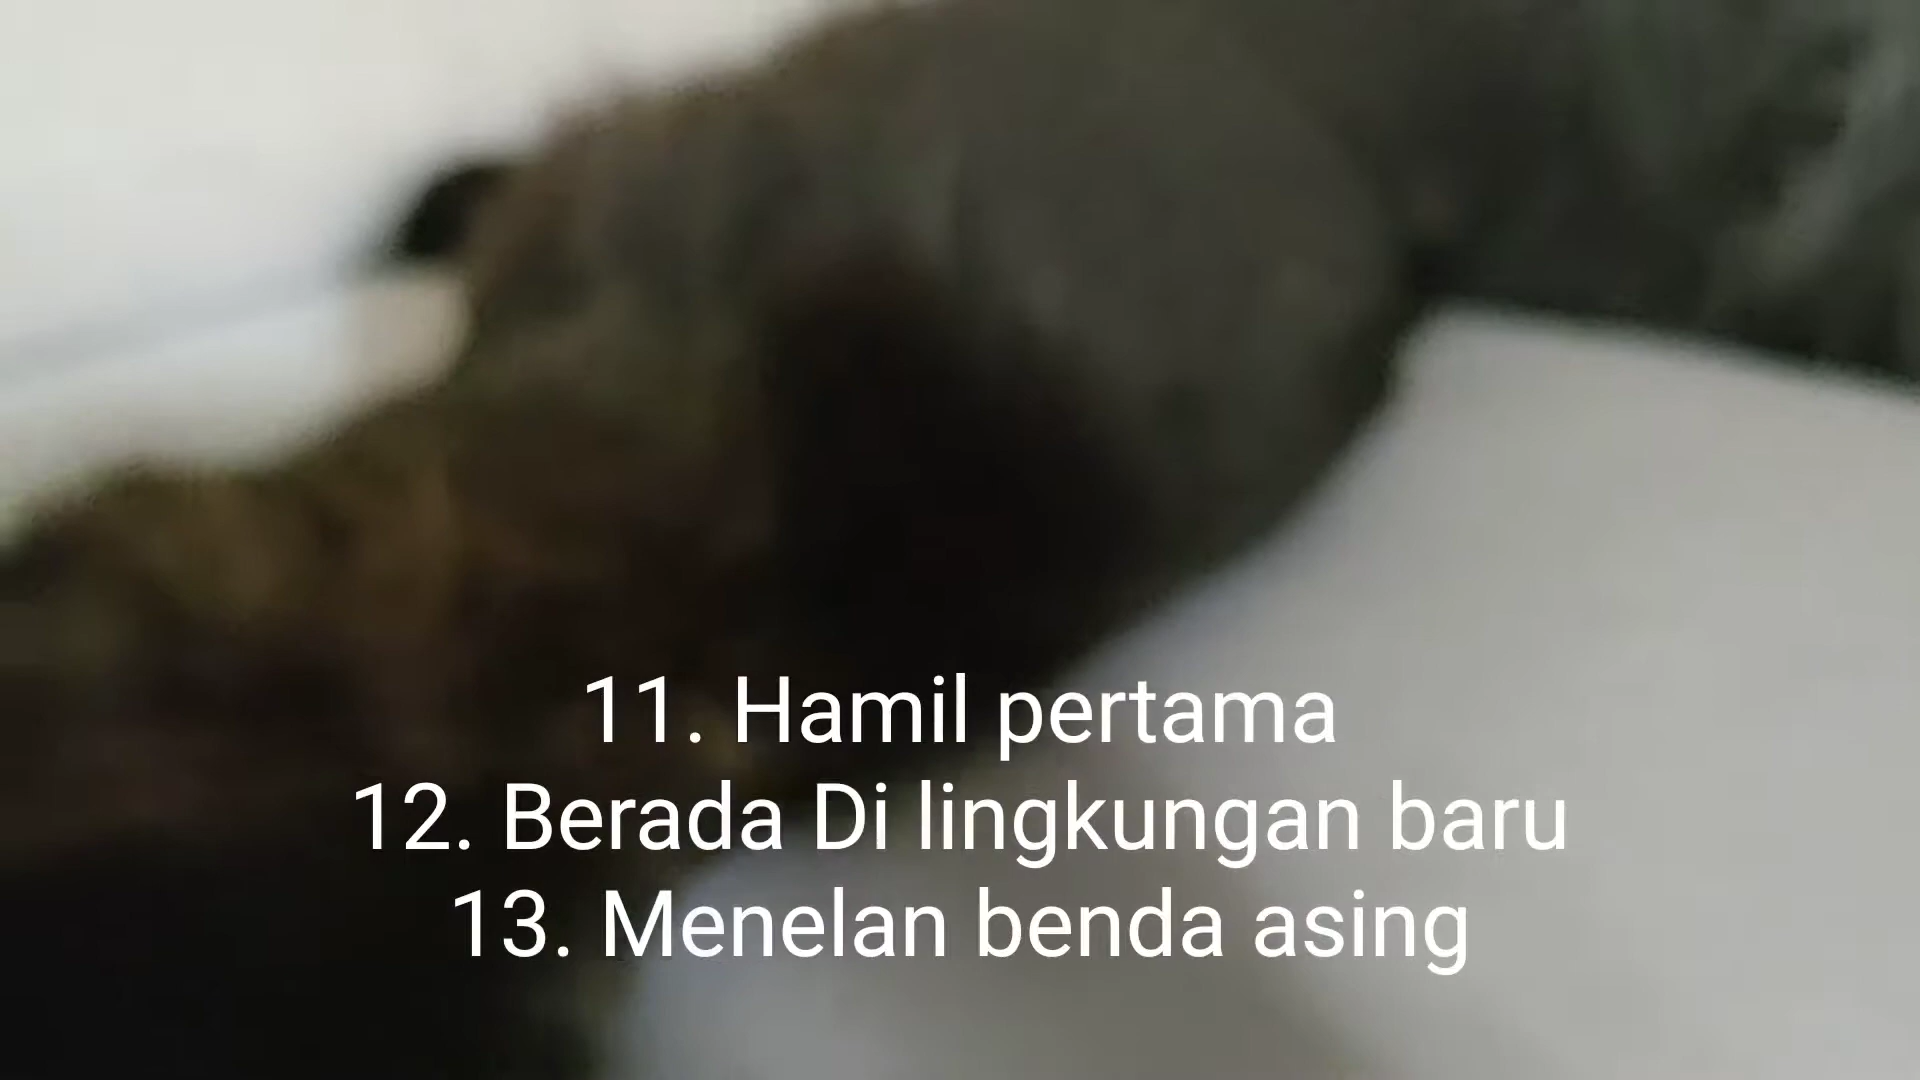 11. Hamil pertama
12. Berada Di lingkungan baru
13. Menelan benda asing